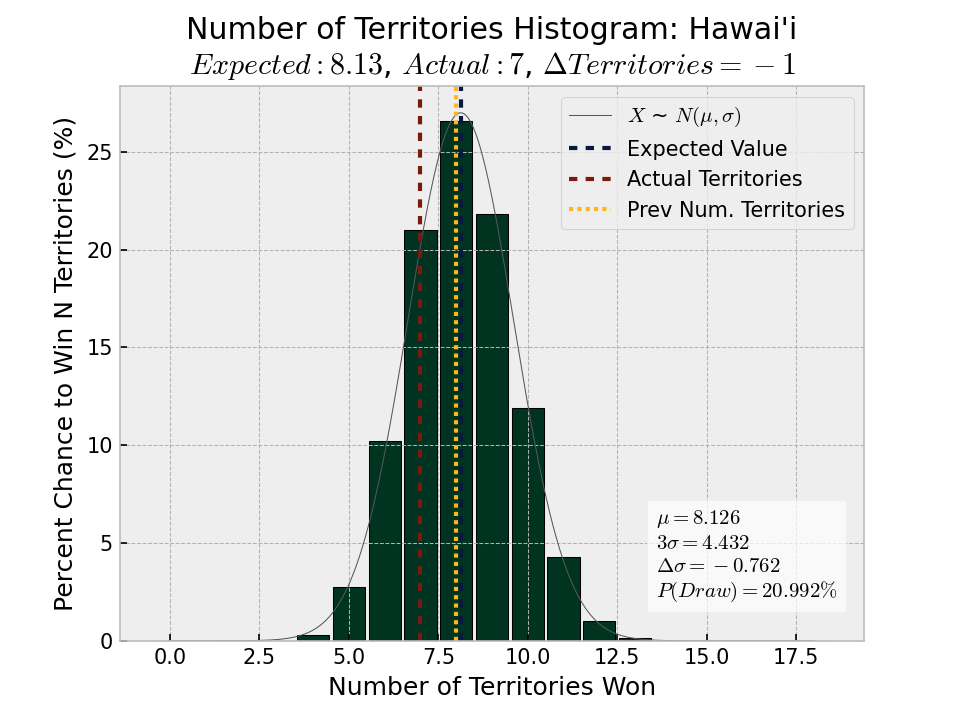 Number of Territories Histogram: Hawai'i
Expected : 8.13, Actual : 7, ΔTerritories = −1
X ~ N(μ, σ)
Expected Value
Actual Territories
Prev Num. Territories
Percent Chance to Win N Territories (%)
25
20
15
10
5
0
μ = 8.126
3σ = 4.432
Δσ = −0.762
P(Draw) = 20.992%
0.0 2.5 5.0 7.5 10.0 12.5 15.0 17.5
Number of Territories Won